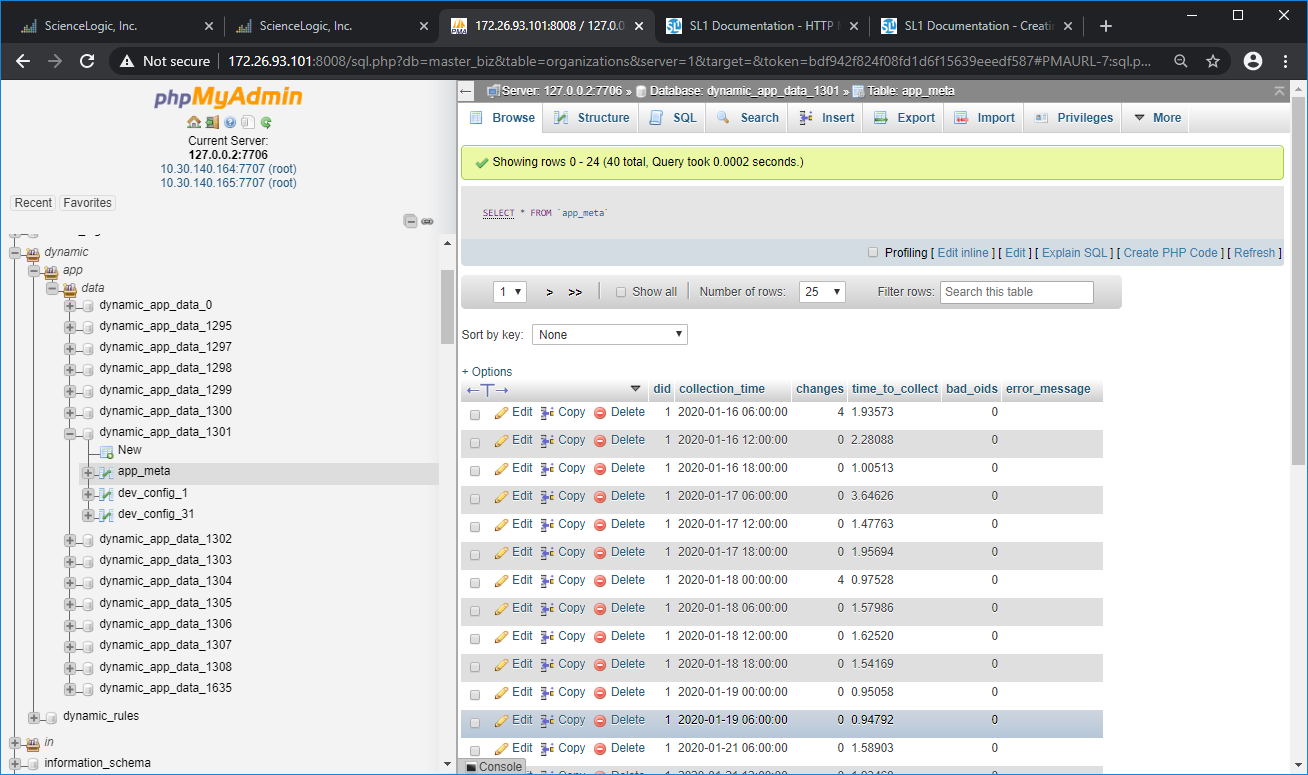 ScienceLogic, Inc.
ScienceLogic, Inc.
172.26.93.101:8008 / 127.0.0
SL1 Documentation - HTTP
SL1 Documentation - Creati
Not secure
172.26.93.101:8008/sql.php?db=master_biz&table=organizations&server=1&target=&token=bdf942f824f08fd1d6f15639eeedf587#PMAURL-7:sql.p...
phpMyAdmin
Current Server:
127.0.0.2:7706
10.30.140.164:7707 (root)
10.30.140.165:7707 (root)
Recent Favorites
dynamic
app
data
dynamic_app_data_0
dynamic_app_data_1295
dynamic_app_data_1297
dynamic_app_data_1298
dynamic_app_data_1299
dynamic_app_data_1300
dynamic_app_data_1301
New
app_meta
dev_config_1
dev_config_31
dynamic_app_data_1302
dynamic_app_data_1303
dynamic_app_data_1304
dynamic_app_data_1305
dynamic_app_data_1306
dynamic_app_data_1307
dynamic_app_data_1308
dynamic_app_data_1635
dynamic_rules
in
information_schema
Server: 127.0.0.2:7706 » Database: dynamic_app_data_1301 » Table: app_meta
Browse Structure SQL Search Insert Export Import Privileges More
Showing rows 0 - 24 (40 total, Query took 0.0002 seconds.)
SELECT * FROM `app_meta`
Profiling [ Edit inline ] [ Edit ] [ Explain SQL ] [ Create PHP Code ] [ Refresh ]
1 > >> Show all Number of rows: 25 Filter rows: Search this table
Sort by key: None
+ Options
←T→ did collection_time changes time_to_collect bad_oids error_message
Edit Copy Delete 1 2020-01-16 06:00:00 4 1.93573 0
Edit Copy Delete 1 2020-01-16 12:00:00 0 2.28088 0
Edit Copy Delete 1 2020-01-16 18:00:00 0 1.00513 0
Edit Copy Delete 1 2020-01-17 06:00:00 0 3.64626 0
Edit Copy Delete 1 2020-01-17 12:00:00 0 1.47763 0
Edit Copy Delete 1 2020-01-17 18:00:00 0 1.95694 0
Edit Copy Delete 1 2020-01-18 00:00:00 4 0.97528 0
Edit Copy Delete 1 2020-01-18 06:00:00 0 1.57986 0
Edit Copy Delete 1 2020-01-18 12:00:00 0 1.62520 0
Edit Copy Delete 1 2020-01-18 18:00:00 0 1.54169 0
Edit Copy Delete 1 2020-01-19 00:00:00 0 0.95058 0
Edit Copy Delete 1 2020-01-19 06:00:00 0 0.94792 0
Edit Copy Delete 1 2020-01-21 06:00:00 0 1.58903 0
Console